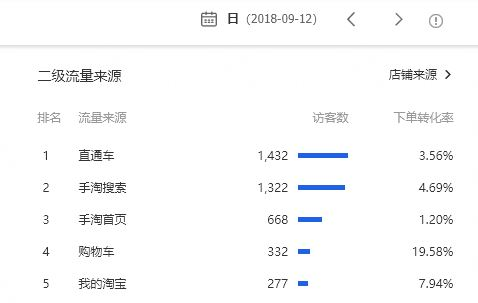 日（2018-09-12）
二级流量来源 店铺来源
排名 流量来源 访客数 下单转化率
1 直通车 1,432 3.56%
2 手淘搜索 1,322 4.69%
3 手淘首页 668 1.20%
4 购物车 332 19.58%
5 我的淘宝 277 7.94%